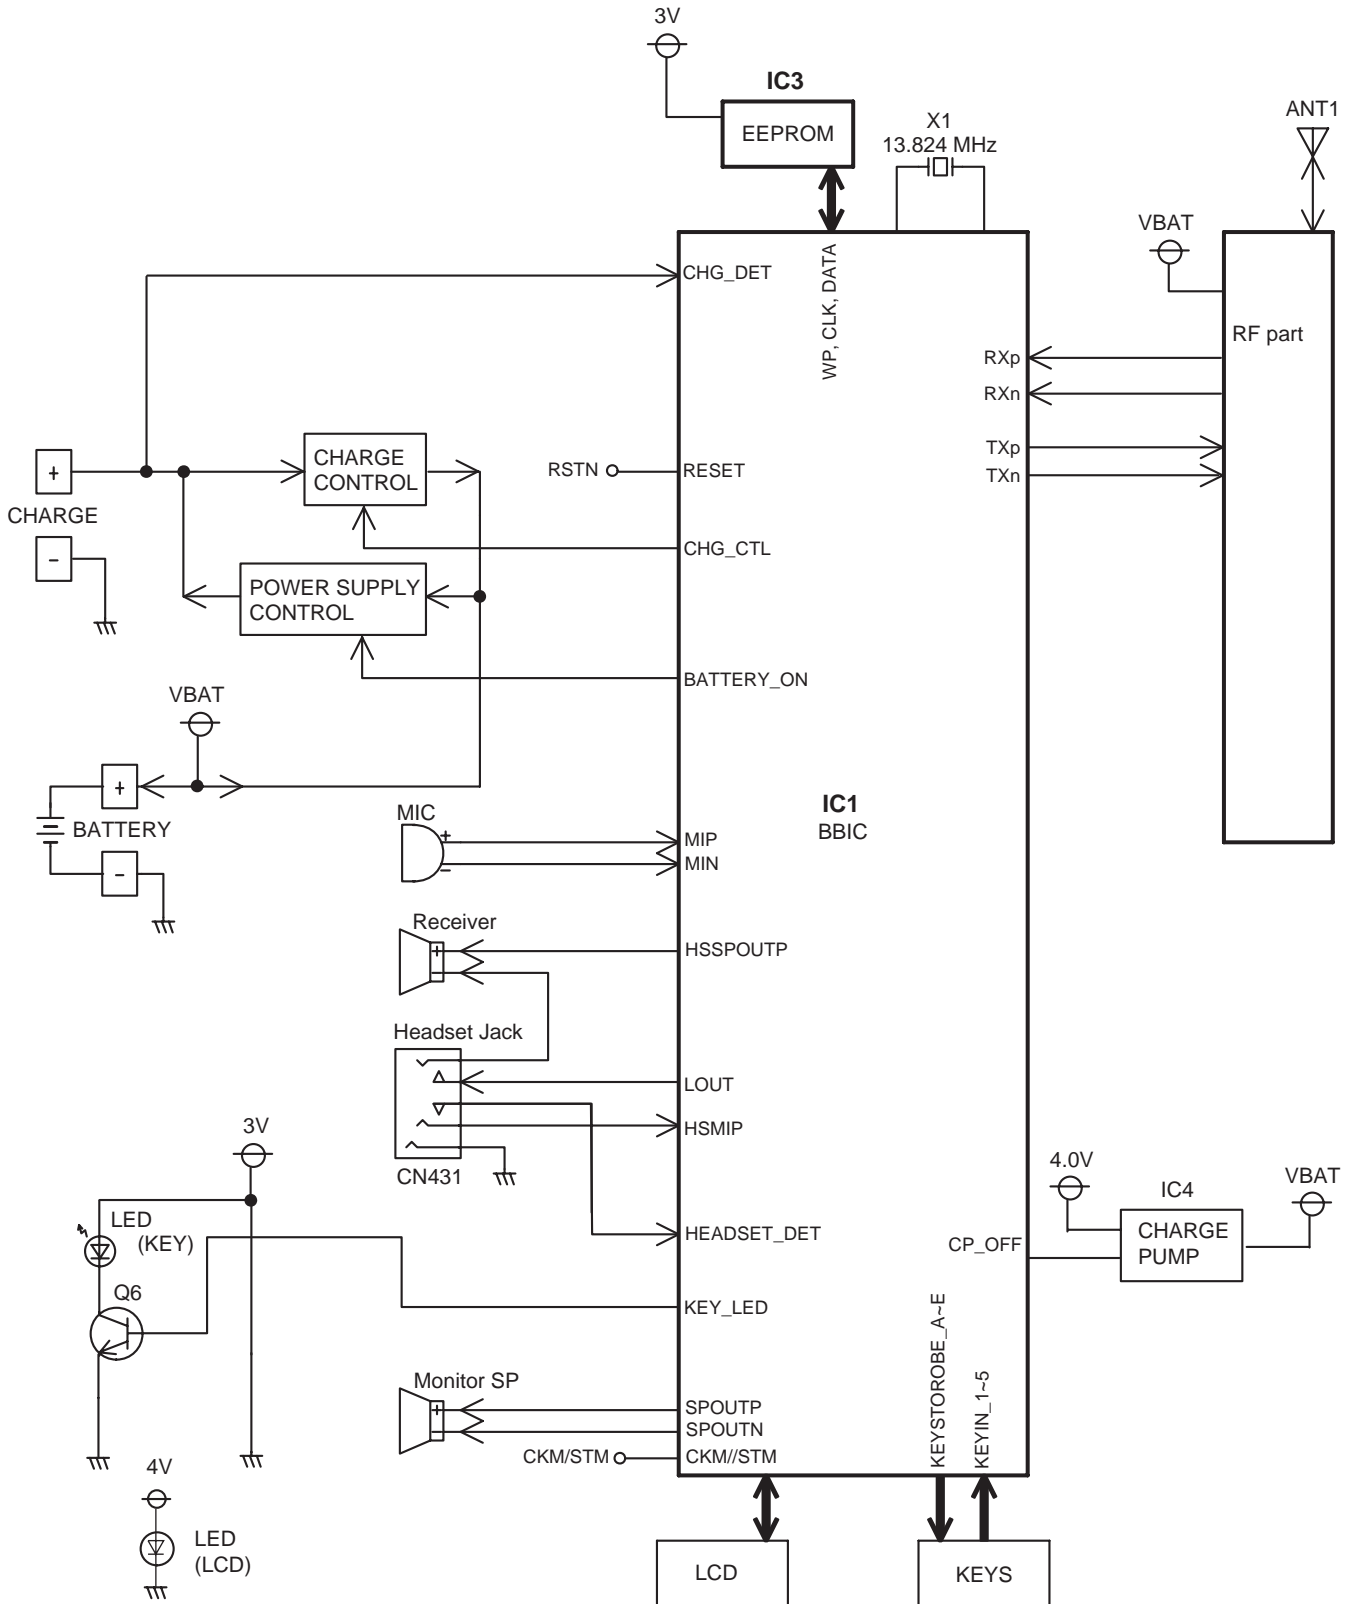 3V
IC3
EEPROM
X1
13.824 MHz
ANT1
VBAT
RF part
CHG_DET
WP, CLK, DATA
RXp
RXn
TXp
TXn
+
CHARGE
-
CHARGE
CONTROL
RSTN
RESET
CHG_CTL
POWER SUPPLY
CONTROL
BATTERY_ON
VBAT
+
BATTERY
-
IC1
BBIC
MIC
+
-
MIP
MIN
Receiver
+
-
HSSPOUTP
Headset Jack
LOUT
HSMIP
CN431
3V
LED
(KEY)
Q6
HEADSET_DET
KEY_LED
4.0V
IC4
VBAT
CHARGE
PUMP
CP_OFF
KEYSTOROBE_A~E
KEYIN_1~5
Monitor SP
+
-
SPOUTP
SPOUTN
CKM/STM
CKM//STM
4V
LED
(LCD)
LCD
KEYS